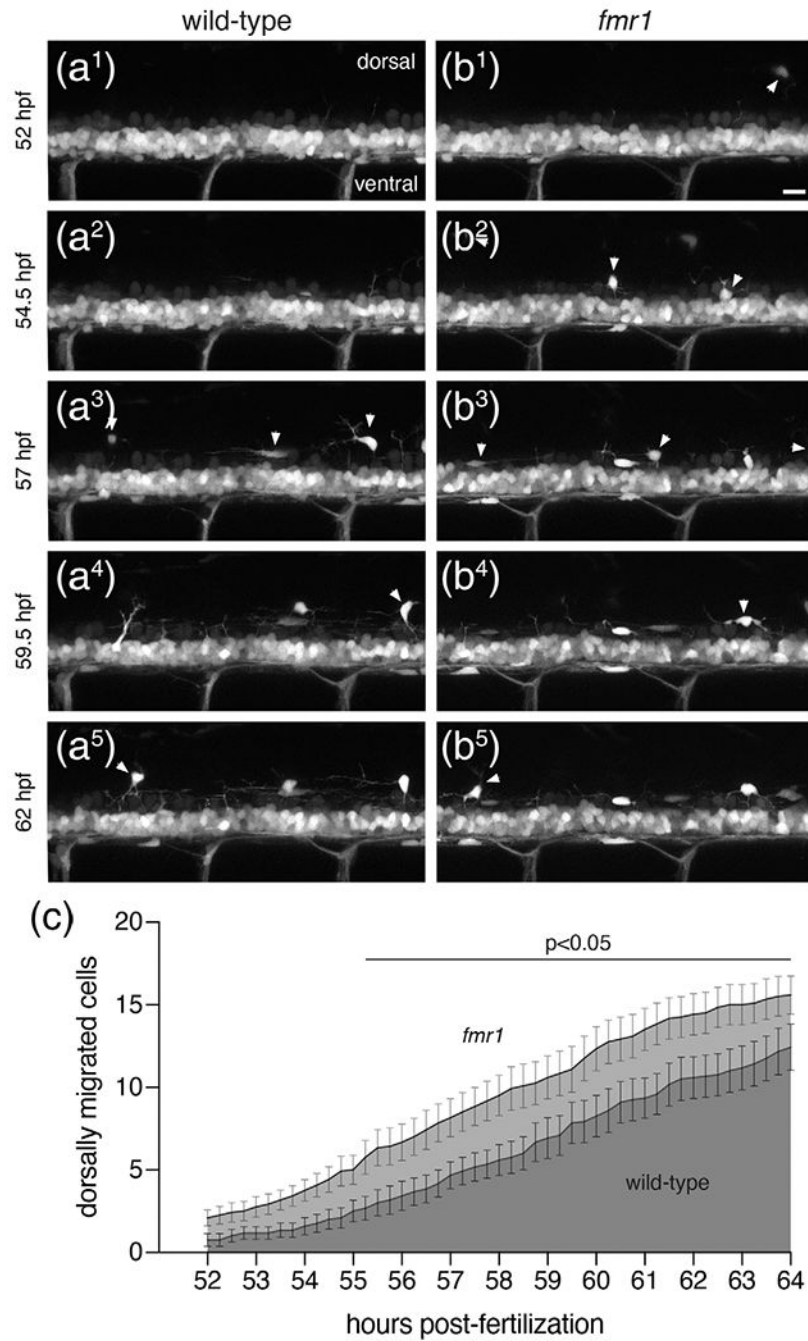 wild-type fmr1
(a¹) dorsal (b¹)
52 hpf
ventral
(a²) (b²)
54.5 hpf
(a³) (b³)
57 hpf
(a⁴) (b⁴)
59.5 hpf
(a⁵) (b⁵)
62 hpf
(c)
20
p<0.05
15
fmr1
10
5
wild-type
0
dorsally migrated cells
52 53 54 55 56 57 58 59 60 61 62 63 64
hours post-fertilization